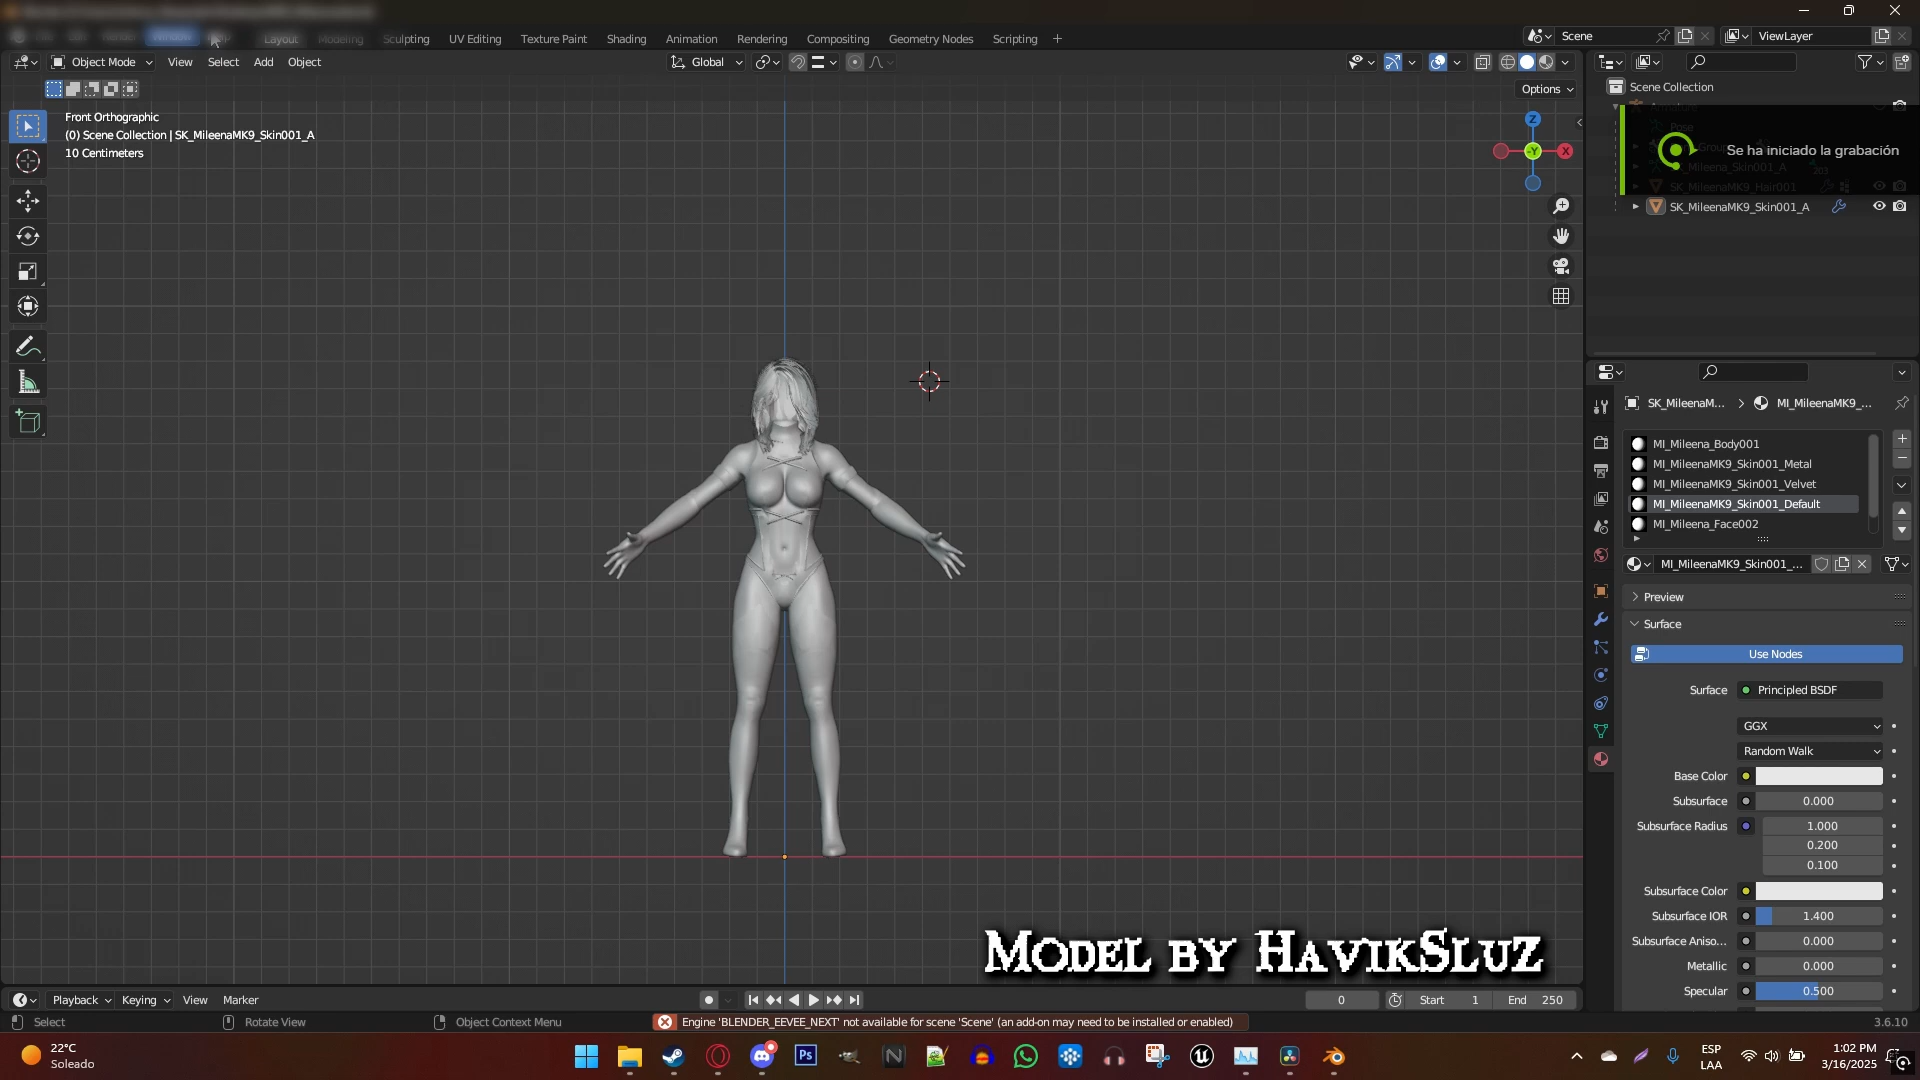 Layout
Modeling
Sculpting
UV Editing
Texture Paint
Shading
Animation
Rendering
Compositing
Geometry Nodes
Scripting
Scene
ViewLayer
Object Mode
View
Select
Add
Object
Global
Options
Scene Collection
Front Orthographic
(0) Scene Collection | SK_MileenaMK9_Skin001_A
10 Centimeters
Z
-Y
X
Armature
Pose
Se ha iniciado la grabación
SK_Mileena_Skin001_A
SK_MileenaMK9_Hair001
SK_MileenaMK9_Skin001_A
SK_MileenaM...
MI_MileenaMK9_...
MI_Mileena_Body001
MI_MileenaMK9_Skin001_Metal
MI_MileenaMK9_Skin001_Velvet
MI_MileenaMK9_Skin001_Default
MI_Mileena_Face002
MI_MileenaMK9_Skin001_...
Preview
Surface
Use Nodes
Surface
Principled BSDF
GGX
Random Walk
Base Color
Subsurface
0.000
Subsurface Radius
1.000
0.200
0.100
Subsurface Color
Subsurface IOR
1.400
Subsurface Aniso...
0.000
Metallic
0.000
Specular
0.500
Model by HavikSluz
Playback
Keying
View
Marker
0
Start
1
End
250
Select
Rotate View
Object Context Menu
Engine 'BLENDER_EEVEE_NEXT' not available for scene 'Scene' (an add-on may need to be installed or enabled)
3.6.10
22°C
Soleado
Ps
ESP
LAA
1:02 PM
3/16/2025